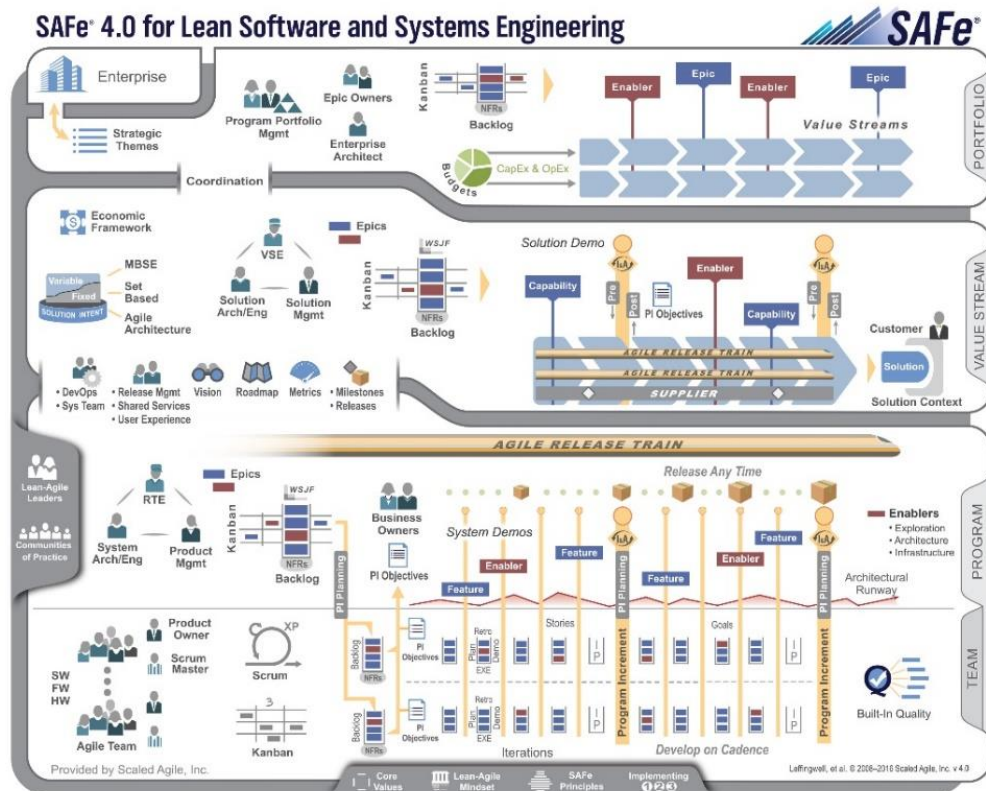 SAFe® 4.0 for Lean Software and Systems Engineering
SAFe®
Enterprise
Strategic
Themes
Program Portfolio
Mgmt
Epic Owners
Enterprise
Architect
Kanban
NFRs
Backlog
Enabler
Epic
Enabler
Epic
Value Streams
Budgets
CapEx & OpEx
PORTFOLIO
Coordination
Economic
Framework
Variable
Fixed
SOLUTION INTENT
MBSE
Set
Based
Agile
Architecture
VSE
Solution
Arch/Eng
Solution
Mgmt
Epics
Kanban
WSJF
NFRs
Backlog
Solution Demo
I&A
I&A
Capability
Pre
Post
PI Objectives
Enabler
Capability
Pre
Post
AGILE RELEASE TRAIN
AGILE RELEASE TRAIN
SUPPLIER
Customer
Solution
Solution Context
VALUE STREAM
• DevOps
• Sys Team
• Release Mgmt
• Shared Services
• User Experience
Vision
Roadmap
Metrics
• Milestones
• Releases
AGILE RELEASE TRAIN
Lean-Agile
Leaders
Communities
of Practice
RTE
System
Arch/Eng
Product
Mgmt
Epics
Kanban
WSJF
NFRs
Backlog
PI Planning
Business
Owners
PI Objectives
Release Any Time
System Demos
Feature
Enabler
Feature
I&A
PI Planning
Feature
Enabler
Feature
I&A
PI Planning
Enablers
• Exploration
• Architecture
• Infrastructure
Architectural
Runway
PROGRAM
SW
FW
HW
Product
Owner
Scrum
Master
Agile Team
XP
Scrum
3
Kanban
Backlog
NFRs
PI
Objectives
Plan
Retro
Demo
EXE
Stories
I
P
Goals
I
P
Backlog
NFRs
PI
Objectives
Plan
Retro
Demo
EXE
I
P
I
P
Program Increment
Program Increment
Iterations
Develop on Cadence
Built-In Quality
TEAM
Provided by Scaled Agile, Inc.
Leffingwell, et al. © 2008–2016 Scaled Agile, Inc. v 4.0
Core
Values
Lean-Agile
Mindset
SAFe
Principles
Implementing
1 2 3